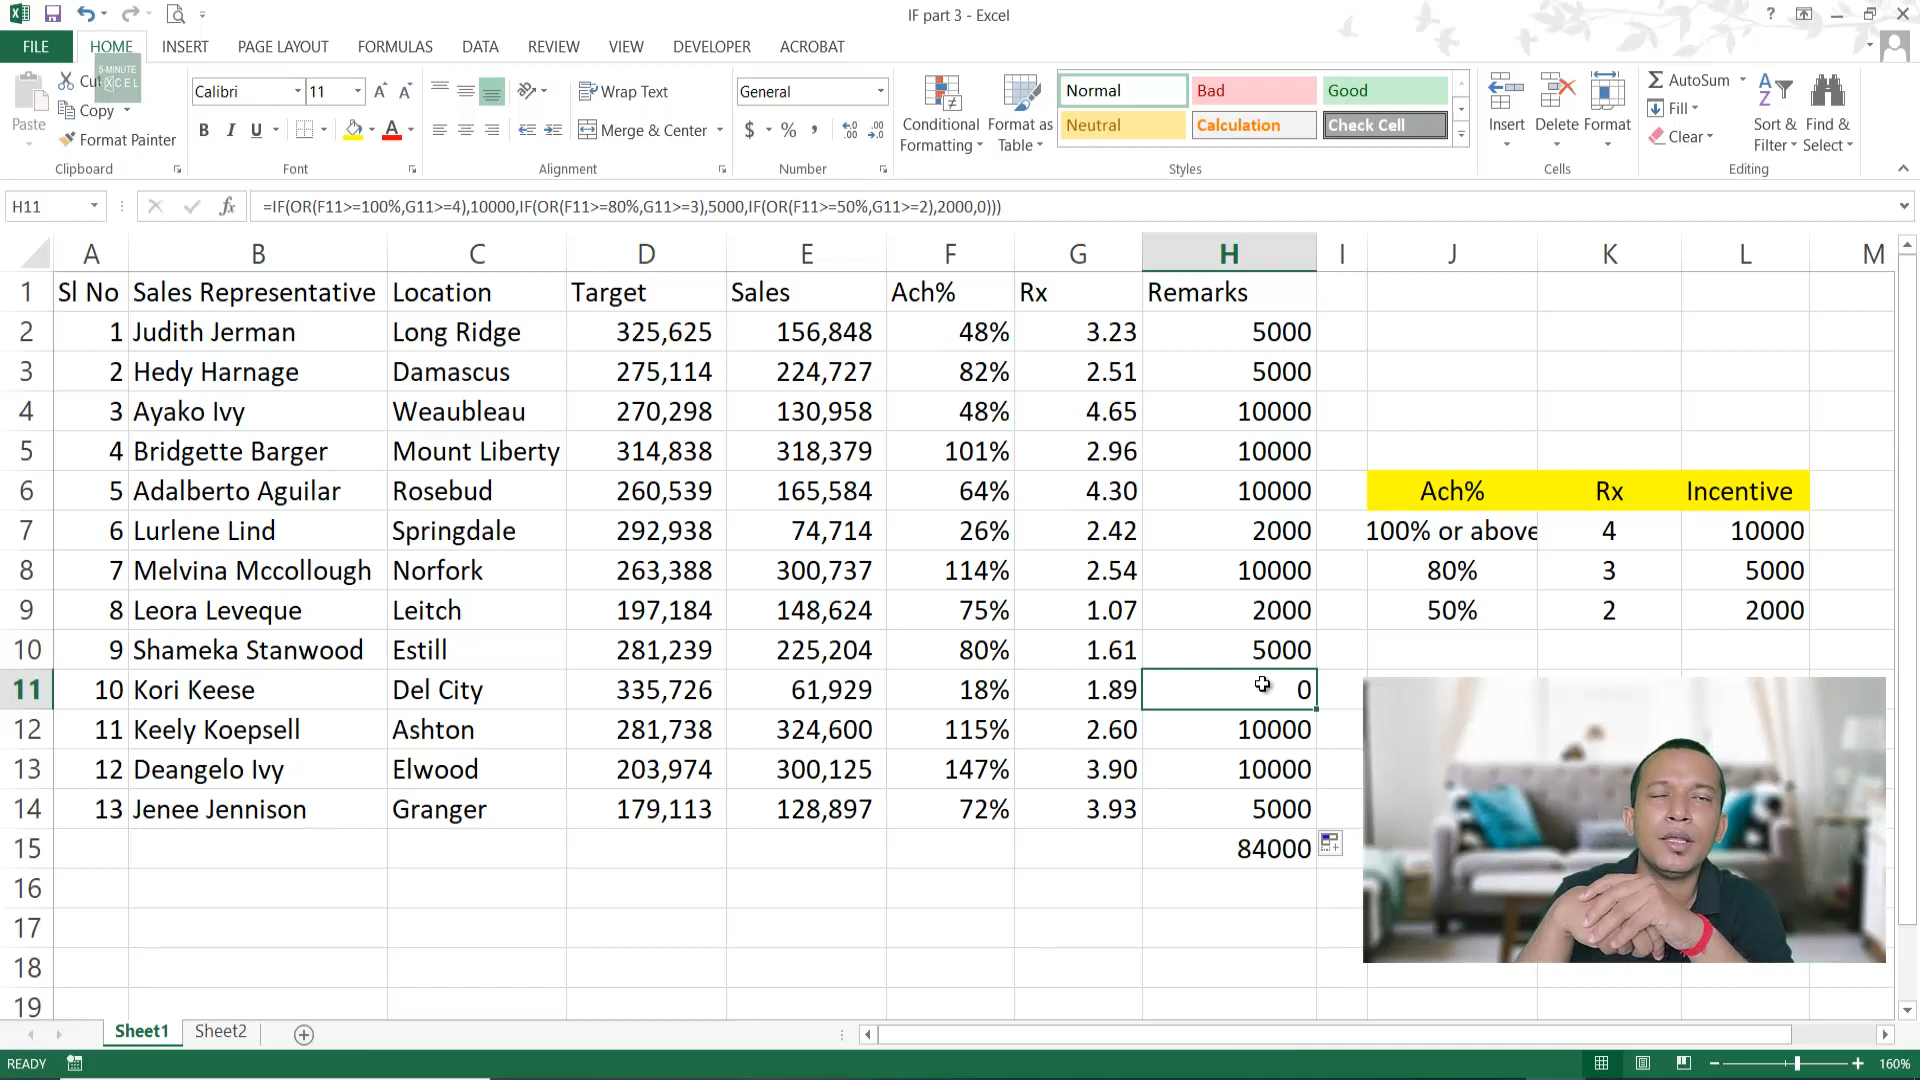 IF part 3 - Excel
?
FILE HOME INSERT PAGE LAYOUT FORMULAS DATA REVIEW VIEW DEVELOPER ACROBAT
5-MINUTE
EXCEL
Paste
Cut
Copy
Format Painter
Clipboard
Calibri 11
B I U
Font
Wrap Text
Merge & Center
Alignment
General
$ % ,
Number
Conditional Formatting
Format as Table
Normal Bad Good
Neutral Calculation Check Cell
Styles
Insert Delete Format
Cells
AutoSum
Fill
Clear
Sort & Filter
Find & Select
Editing
H11 fx =IF(OR(F11>=100%,G11>=4),10000,IF(OR(F11>=80%,G11>=3),5000,IF(OR(F11>=50%,G11>=2),2000,0)))
A B C D E F G H I J K L M
1 Sl No Sales Representative Location Target Sales Ach% Rx Remarks
2 1 Judith Jerman Long Ridge 325,625 156,848 48% 3.23 5000
3 2 Hedy Harnage Damascus 275,114 224,727 82% 2.51 5000
4 3 Ayako Ivy Weaubleau 270,298 130,958 48% 4.65 10000
5 4 Bridgette Barger Mount Liberty 314,838 318,379 101% 2.96 10000
6 5 Adalberto Aguilar Rosebud 260,539 165,584 64% 4.30 10000 Ach% Rx Incentive
7 6 Lurlene Lind Springdale 292,938 74,714 26% 2.42 2000 100% or above 4 10000
8 7 Melvina Mccollough Norfork 263,388 300,737 114% 2.54 10000 80% 3 5000
9 8 Leora Leveque Leitch 197,184 148,624 75% 1.07 2000 50% 2 2000
10 9 Shameka Stanwood Estill 281,239 225,204 80% 1.61 5000
11 10 Kori Keese Del City 335,726 61,929 18% 1.89 0
12 11 Keely Koepsell Ashton 281,738 324,600 115% 2.60 10000
13 12 Deangelo Ivy Elwood 203,974 300,125 147% 3.90 10000
14 13 Jenee Jennison Granger 179,113 128,897 72% 3.93 5000
15 84000
16
17
18
19
Sheet1 Sheet2
READY 160%